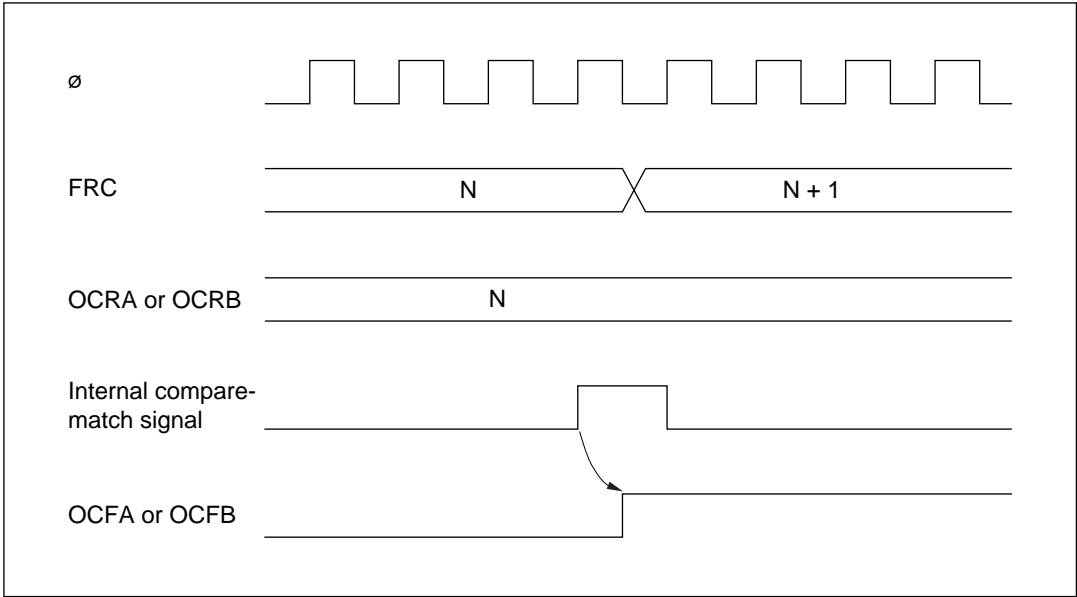 ø
FRC
N
N + 1
OCRA or OCRB
N
Internal compare-
match signal
OCFA or OCFB